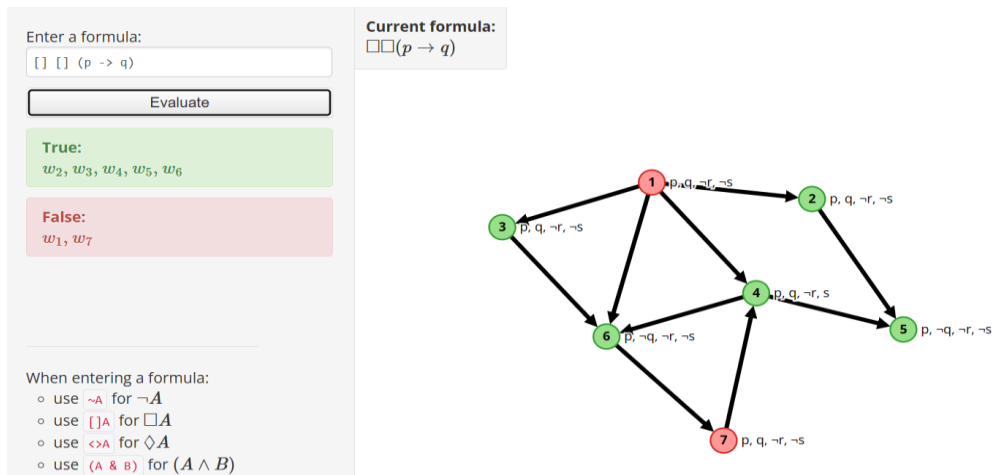 Enter a formula:
[] [] (p -> q)
Evaluate
True:
w₂, w₃, w₄, w₅, w₆
False:
w₁, w₇
When entering a formula:
use ~A for ¬A
use []A for □A
use <>A for ◊A
use (A & B) for (A ∧ B)
Current formula:
□□(p → q)
1 p, q, ¬r, ¬s
2 p, q, ¬r, ¬s
3 p, q, ¬r, ¬s
4 p, q, ¬r, s
5 p, ¬q, ¬r, ¬s
6 p, ¬q, ¬r, ¬s
7 p, q, ¬r, ¬s